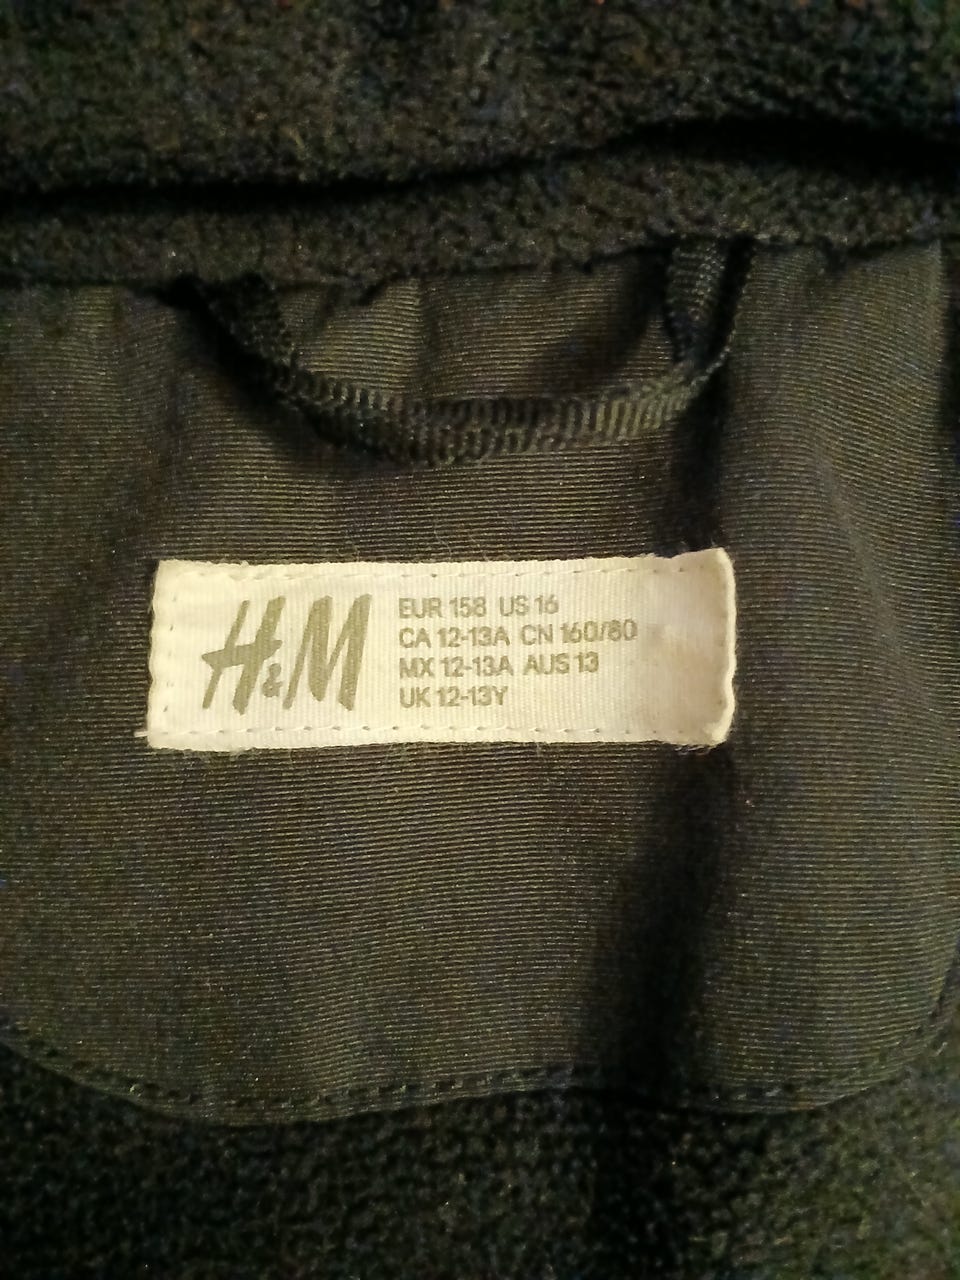 H&M
EUR 158 US 16
CA 12-13A CN 160/80
MX 12-13A AUS 13
UK 12-13Y